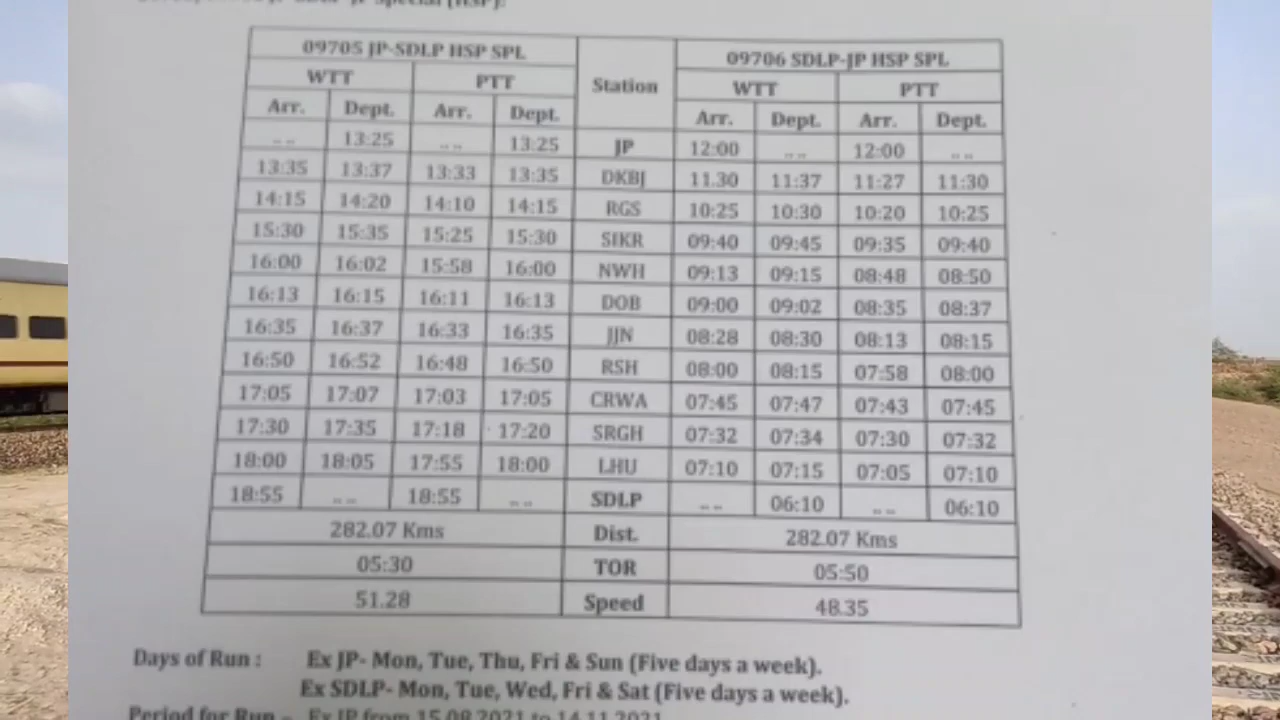 09705 JP-SDLP HSP SPL Station 09706 SDLP-JP HSP SPL
WTT PTT WTT PTT
Arr. Dept. Arr. Dept. Arr. Dept. Arr. Dept.
.. .. 13:25 .. .. 13:25 JP 12:00 .. .. 12:00 .. ..
13:35 13:37 13:33 13:35 DKBJ 11.30 11:37 11:27 11:30
14:15 14:20 14:10 14:15 RGS 10:25 10:30 10:20 10:25
15:30 15:35 15:25 15:30 SIKR 09:40 09:45 09:35 09:40
16:00 16:02 15:58 16:00 NWH 09:13 09:15 08:48 08:50
16:13 16:15 16:11 16:13 DOB 09:00 09:02 08:35 08:37
16:35 16:37 16:33 16:35 JJN 08:28 08:30 08:13 08:15
16:50 16:52 16:48 16:50 RSH 08:00 08:15 07:58 08:00
17:05 17:07 17:03 17:05 CRWA 07:45 07:47 07:43 07:45
17:30 17:35 17:18 17:20 SRGH 07:32 07:34 07:30 07:32
18:00 18:05 17:55 18:00 LHU 07:10 07:15 07:05 07:10
18:55 .. .. 18:55 .. .. SDLP .. .. 06:10 .. .. 06:10
282.07 Kms Dist. 282.07 Kms
05:30 TOR 05:50
51.28 Speed 48.35
Days of Run : Ex JP- Mon, Tue, Thu, Fri & Sun (Five days a week).
Ex SDLP- Mon, Tue, Wed, Fri & Sat (Five days a week).
Period for Run - Ex JP from 15.08.2021 to 14.11.2021